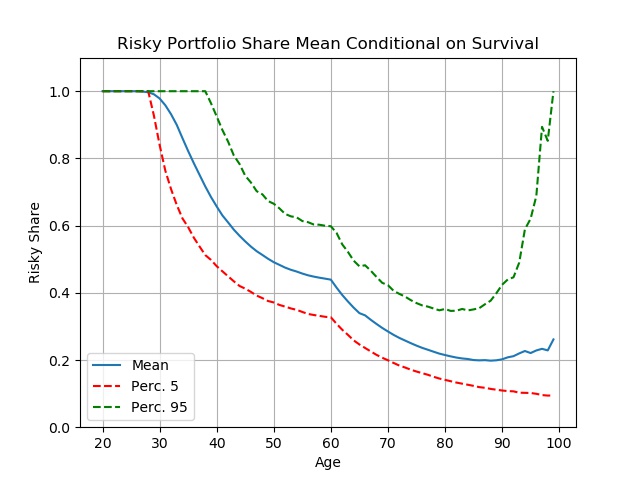 Risky Portfolio Share Mean Conditional on Survival
Risky Share
1.0
0.8
0.6
0.4
0.2
0.0
Mean
Perc. 5
Perc. 95
20 30 40 50 60 70 80 90 100
Age